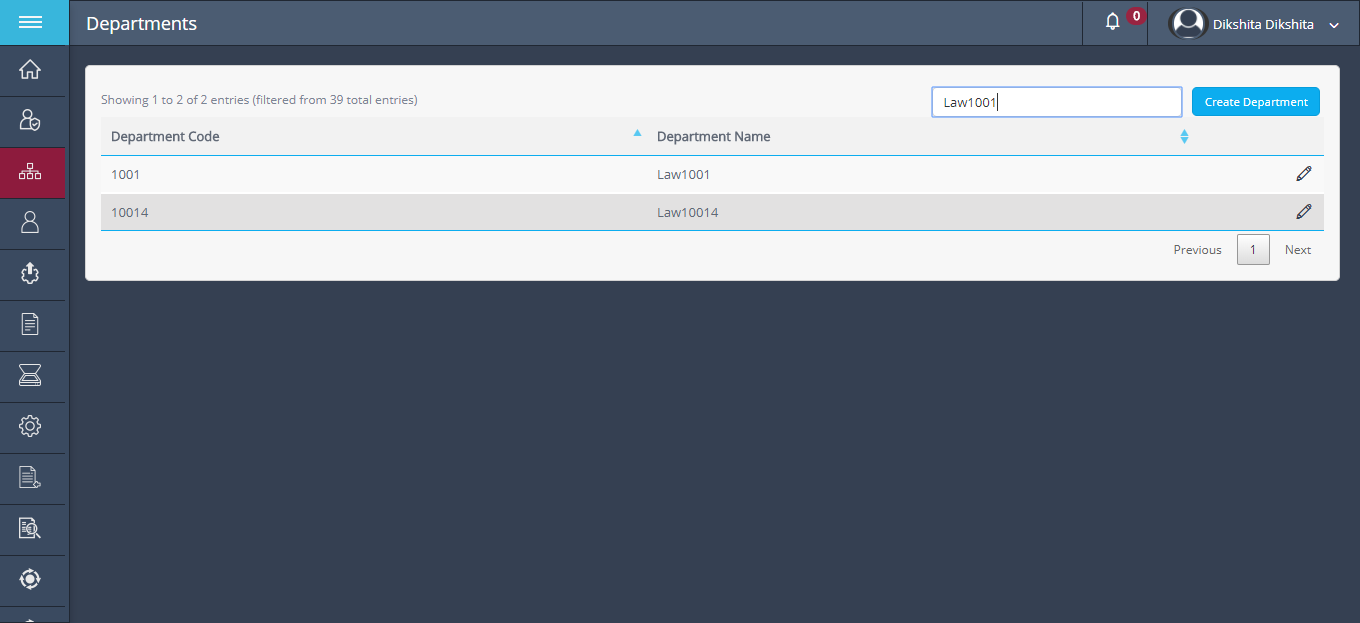 Departments
0
Dikshita Dikshita
Showing 1 to 2 of 2 entries (filtered from 39 total entries)
Law1001
Create Department
Department Code
Department Name
1001
Law1001
10014
Law10014
Previous
1
Next